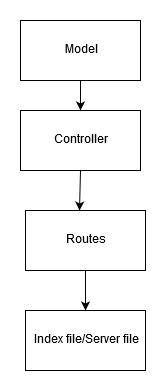 Model
Controller
Routes
Index file/Server file